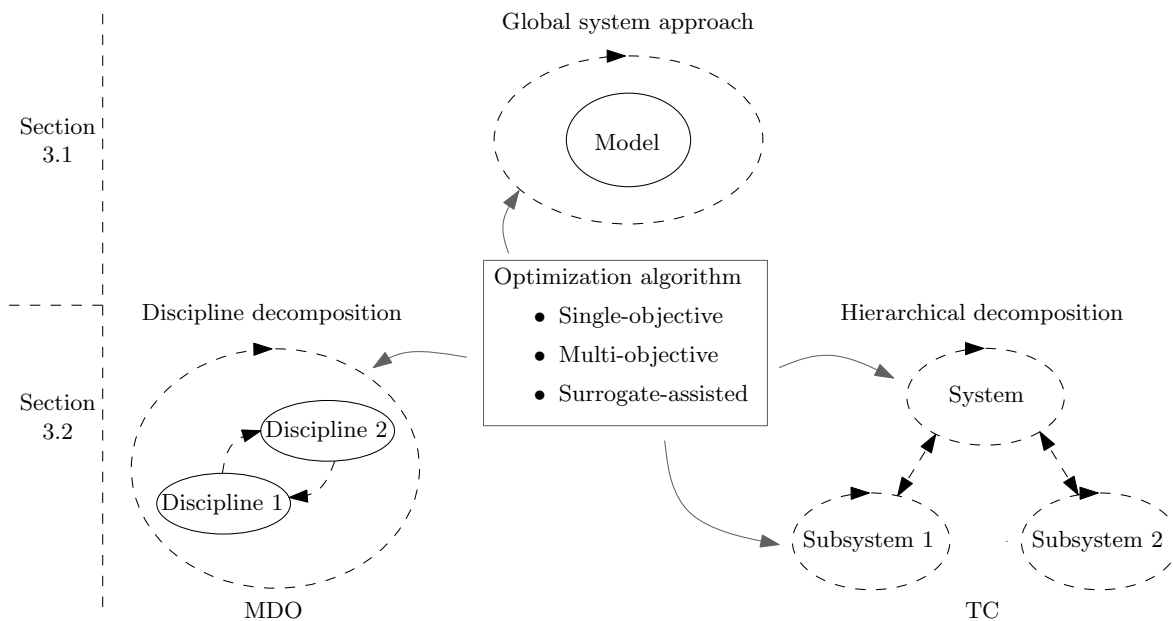 Global system approach
Section
3.1
Model
Optimization algorithm
• Single-objective
• Multi-objective
• Surrogate-assisted
Discipline decomposition
Hierarchical decomposition
Section
3.2
Discipline 2
Discipline 1
MDO
System
Subsystem 1
Subsystem 2
TC